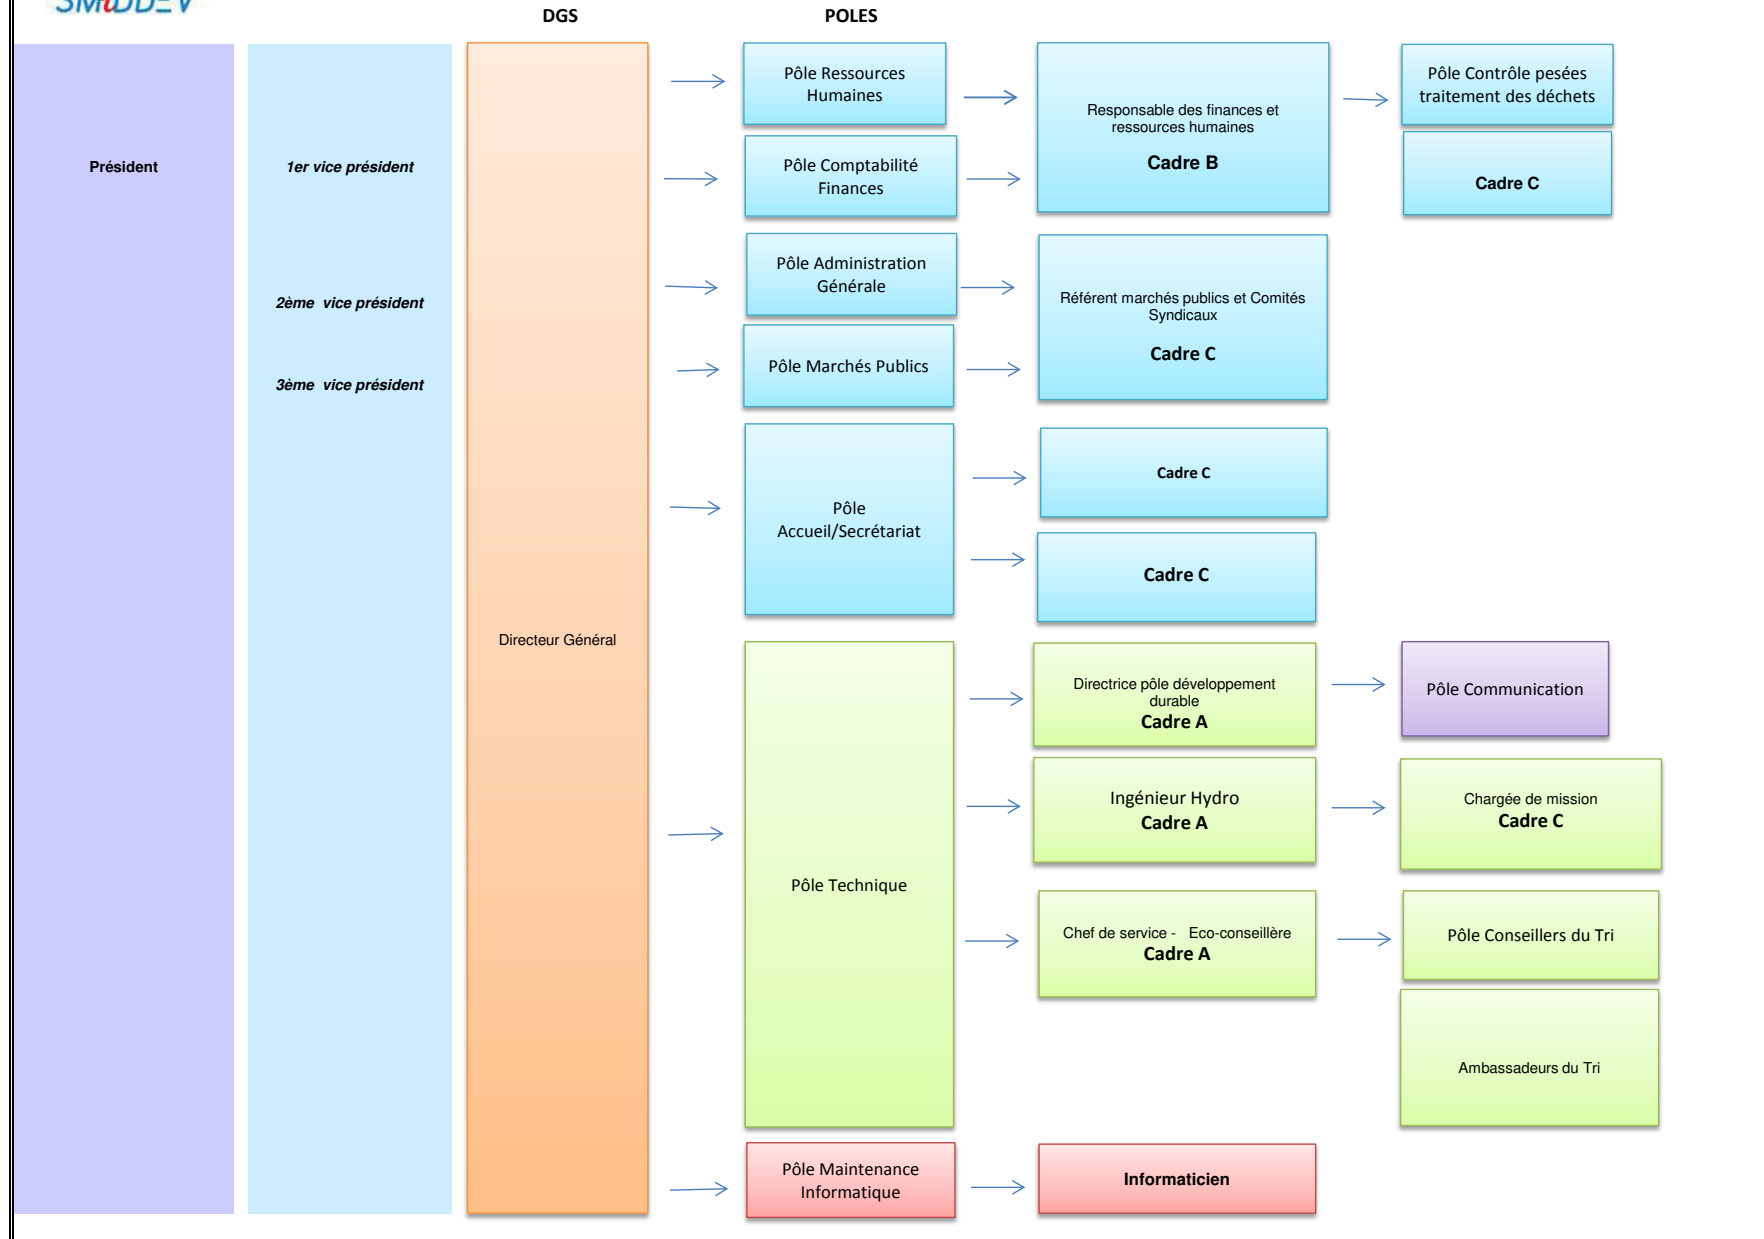 SMiDDEV
DGS
POLES
Président
1er vice président
2ème vice président
3ème vice président
Directeur Général
Pôle Ressources
Humaines
Responsable des finances et
ressources humaines
Cadre B
Pôle Contrôle pesées
traitement des déchets
Cadre C
Pôle Comptabilité
Finances
Pôle Administration
Générale
Référent marchés publics et Comités
Syndicaux
Cadre C
Pôle Marchés Publics
Pôle
Accueil/Secrétariat
Cadre C
Cadre C
Pôle Technique
Directrice pôle développement
durable
Cadre A
Pôle Communication
Ingénieur Hydro
Cadre A
Chargée de mission
Cadre C
Chef de service - Eco-conseillère
Cadre A
Pôle Conseillers du Tri
Ambassadeurs du Tri
Pôle Maintenance
Informatique
Informaticien